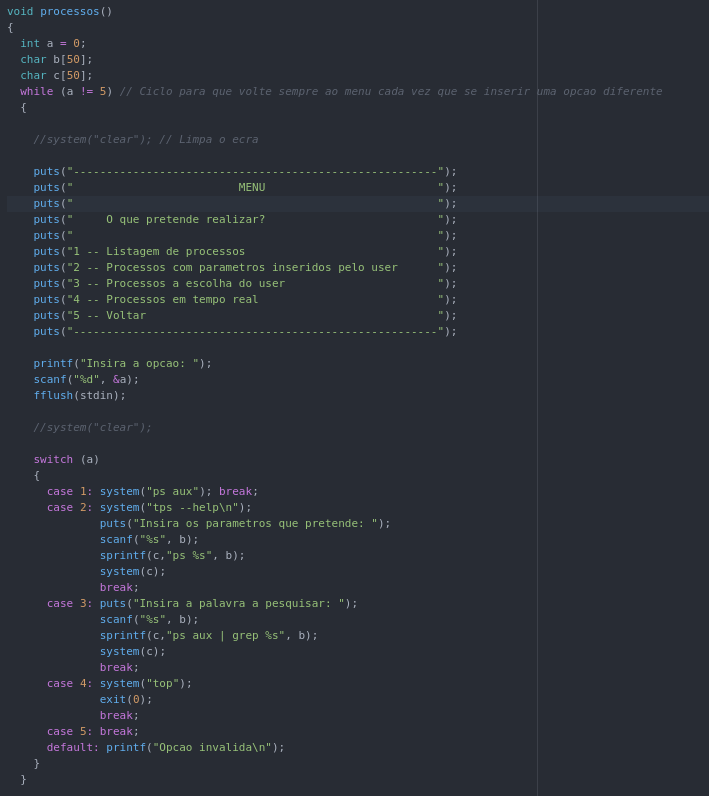 void processos()
{
  int a = 0;
  char b[50];
  char c[50];
  while (a != 5) // Ciclo para que volte sempre ao menu cada vez que se inserir uma opcao diferente
  {

    //system("clear"); // Limpa o ecra

    puts("-------------------------------------------------------");
    puts("                         MENU                          ");
    puts("                                                       ");
    puts("     O que pretende realizar?                          ");
    puts("                                                       ");
    puts("1 -- Listagem de processos                             ");
    puts("2 -- Processos com parametros inseridos pelo user      ");
    puts("3 -- Processos a escolha do user                       ");
    puts("4 -- Processos em tempo real                           ");
    puts("5 -- Voltar                                            ");
    puts("-------------------------------------------------------");

    printf("Insira a opcao: ");
    scanf("%d", &a);
    fflush(stdin);

    //system("clear");

    switch (a)
    {
      case 1: system("ps aux"); break;
      case 2: system("tps --help\n");
              puts("Insira os parametros que pretende: ");
              scanf("%s", b);
              sprintf(c,"ps %s", b);
              system(c);
              break;
      case 3: puts("Insira a palavra a pesquisar: ");
              scanf("%s", b);
              sprintf(c,"ps aux | grep %s", b);
              system(c);
              break;
      case 4: system("top");
              exit(0);
              break;
      case 5: break;
      default: printf("Opcao invalida\n");
    }
  }